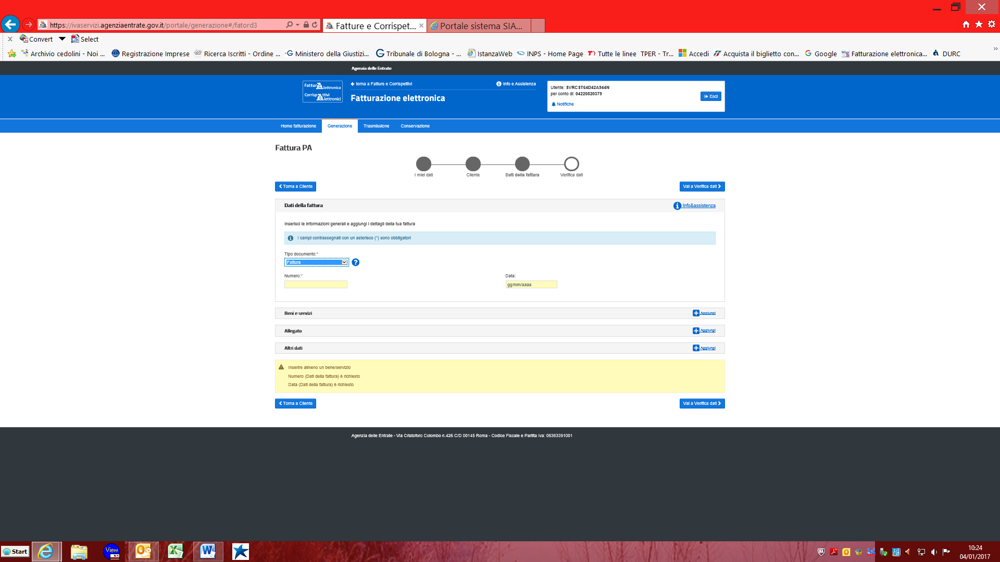 https://ivaservizi.agenziaentrate.gov.it/portale/generazione#/fatord3
Fatture e Corrispet...
Portale sistema SIA...
Convert
Select
Archivio cedolini - Noi ...
Registrazione Imprese
Ricerca Iscritti - Ordine ...
Ministero della Giustizi...
Tribunale di Bologna - ...
IstanzaWeb
INPS - Home Page
Tutte le linee TPER - Tr...
Accedi
Acquista il biglietto con...
Google
Fatturazione elettronica...
DURC
Agenzia delle Entrate
Fattura Elettronica
Corrispettivi Elettronici
torna a Fatture e Corrispettivi
Info e Assistenza
Fatturazione elettronica
Utente: SVRCST64D42A944N
per conto di: 04220820379
Esci
Notifiche
Home fatturazione
Generazione
Trasmissione
Conservazione
Fattura PA
I miei dati
Cliente
Dati della fattura
Verifica dati
Torna a Cliente
Vai a Verifica dati
Dati della fattura
Info&assistenza
Inserisci le informazioni generali e aggiungi i dettagli della tua fattura
I campi contrassegnati con un asterisco (*) sono obbligatori
Tipo documento:*
Fattura
Numero:*
Data:
gg/mm/aaaa
Beni e servizi
Aggiungi
Allegato
Aggiungi
Altri dati
Aggiungi
Inserire almeno un bene/servizio
Numero (Dati della fattura) è richiesto
Data (Dati della fattura) è richiesto
Torna a Cliente
Vai a Verifica dati
Agenzia delle Entrate - Via Cristoforo Colombo n.426 C/D 00145 Roma - Codice Fiscale e Partita Iva: 06363391001
Start
View
10:24
04/01/2017